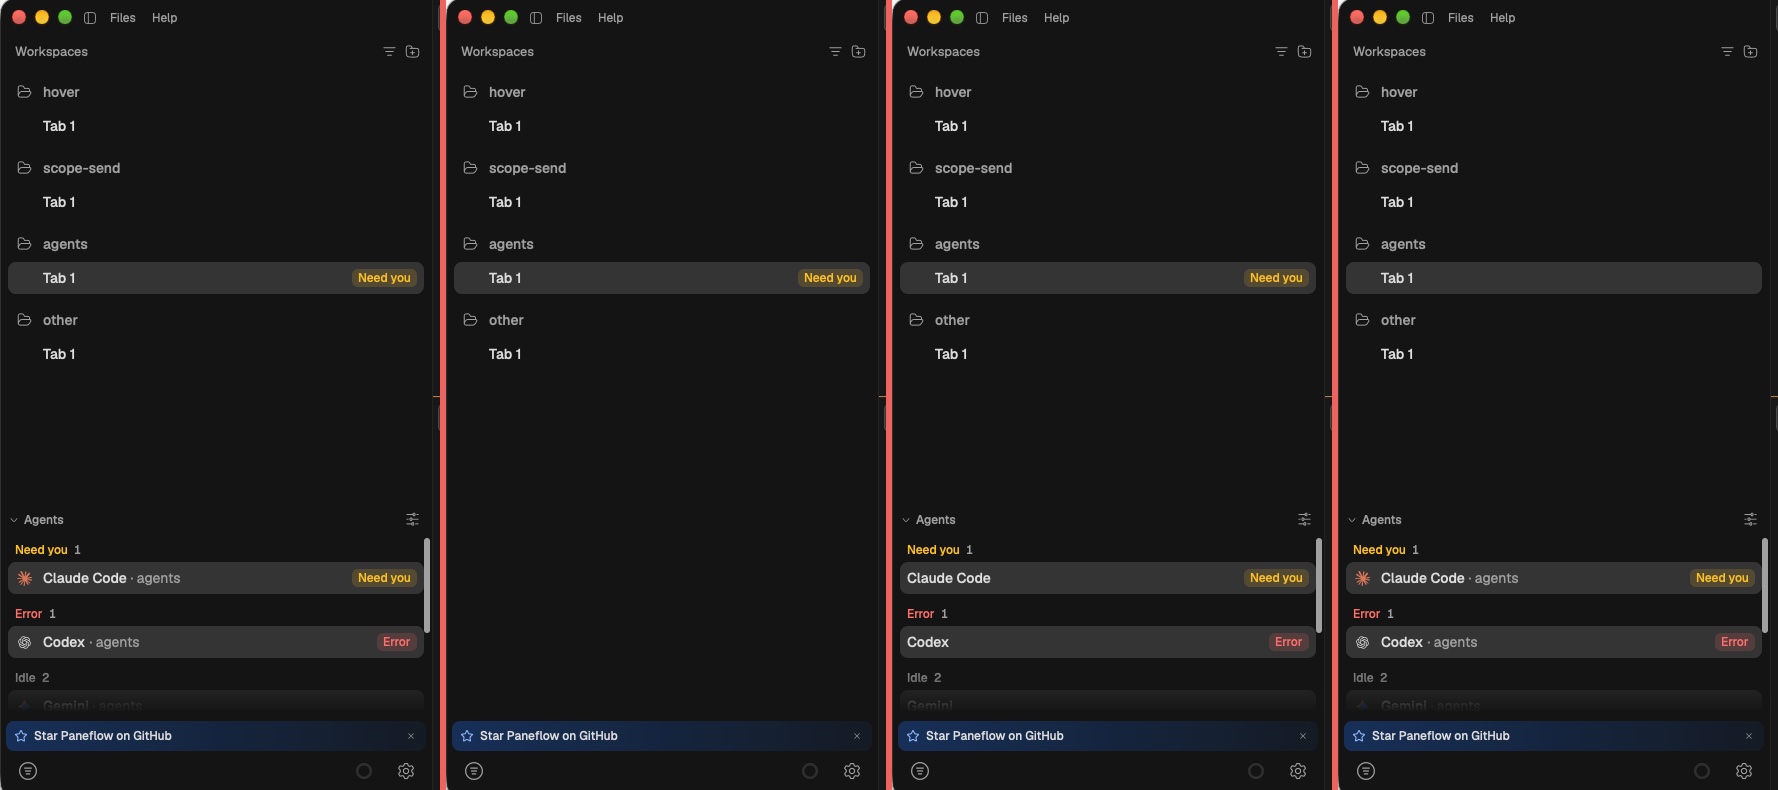 Files Help
Workspaces
hover
Tab 1
scope-send
Tab 1
agents
Tab 1 Need you
other
Tab 1
Agents
Need you 1
Claude Code · agents Need you
Error 1
Codex · agents Error
Idle 2
Gemini · agents
Star Paneflow on GitHub ×
Files Help
Workspaces
hover
Tab 1
scope-send
Tab 1
agents
Tab 1 Need you
other
Tab 1
Star Paneflow on GitHub ×
Files Help
Workspaces
hover
Tab 1
scope-send
Tab 1
agents
Tab 1 Need you
other
Tab 1
Agents
Need you 1
Claude Code Need you
Error 1
Codex Error
Idle 2
Gemini
Star Paneflow on GitHub ×
Files Help
Workspaces
hover
Tab 1
scope-send
Tab 1
agents
Tab 1
other
Tab 1
Agents
Need you 1
Claude Code · agents Need you
Error 1
Codex · agents Error
Idle 2
Gemini · agents
Star Paneflow on GitHub ×